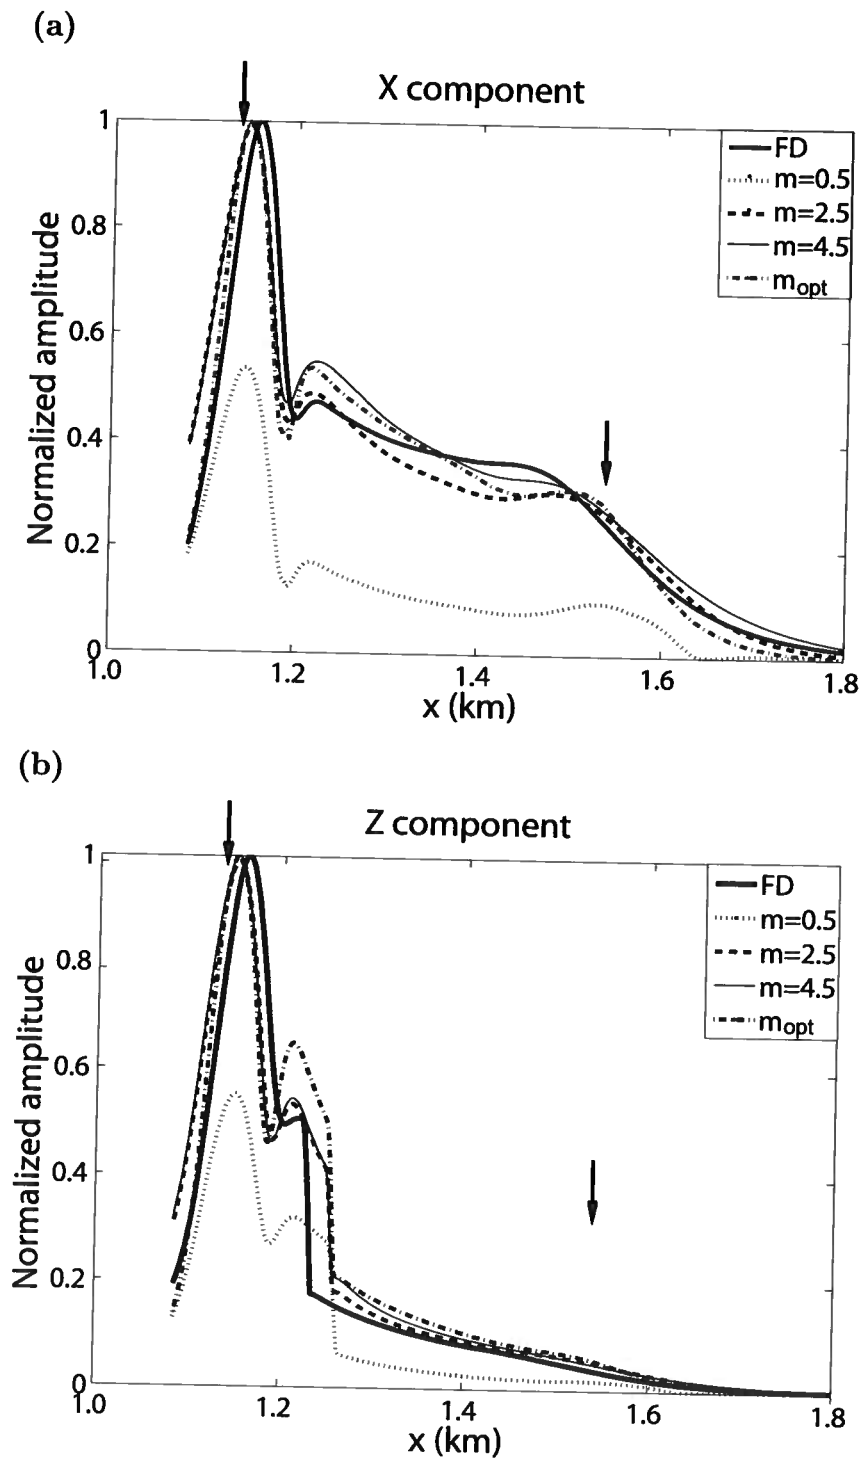 (a)
X component
Normalized amplitude
1
0.8
0.6
0.4
0.2
0
FD
m=0.5
m=2.5
m=4.5
mopt
1.0 1.2 1.4 1.6 1.8
x (km)
(b)
Z component
Normalized amplitude
1
0.8
0.6
0.4
0.2
0
FD
m=0.5
m=2.5
m=4.5
mopt
1.0 1.2 1.4 1.6 1.8
x (km)